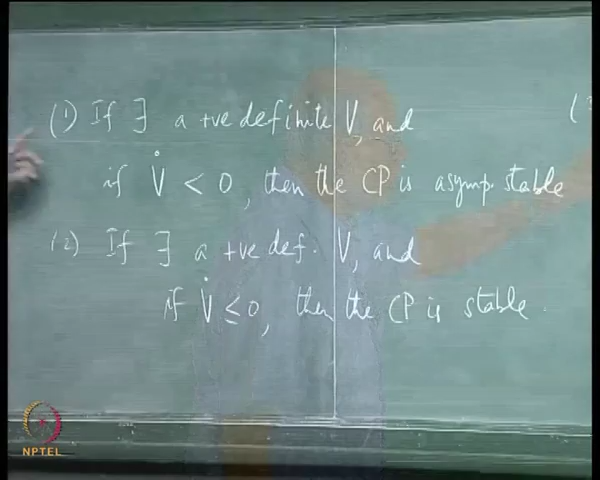 (1) If ∃ a +ve definite V, and
if V̇ < 0, then the CP is asymp. stable
(2) If ∃ a +ve def. V, and
if V̇ ≤ 0, then the CP is stable.
NPTEL